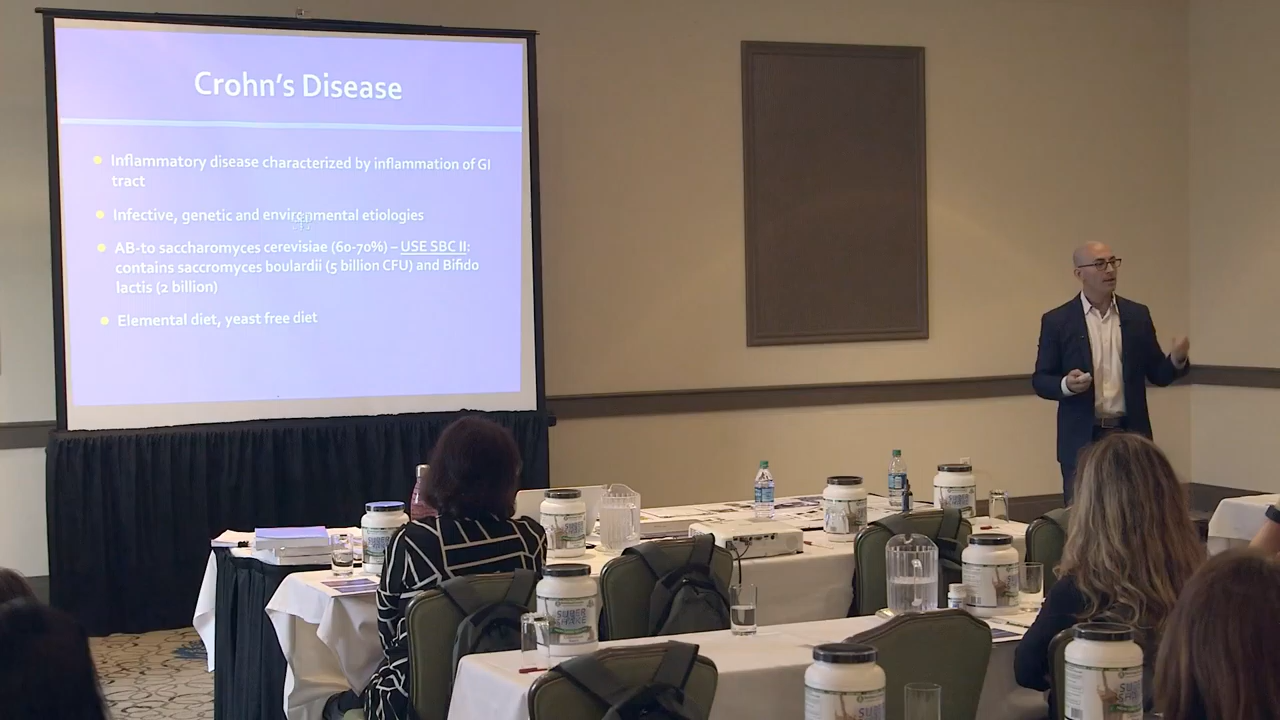 Crohn's Disease
Inflammatory disease characterized by inflammation of GI
tract
Infective, genetic and environmental etiologies
AB-to saccharomyces cerevisiae (60-70%) – USE SBC II:
contains saccromyces boulardii (5 billion CFU) and Bifido
lactis (2 billion)
Elemental diet, yeast free diet
SUPER
SHAKE